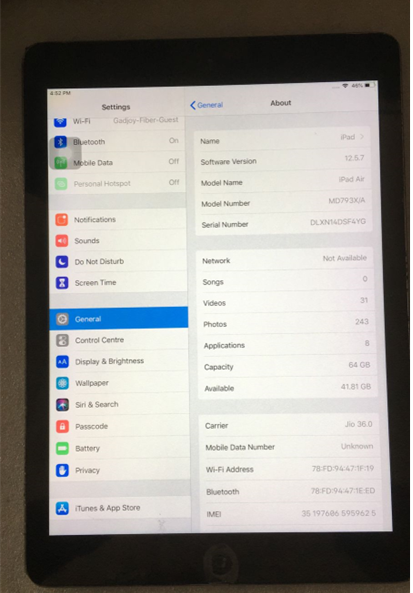 4:52 PM
46%
Settings
General
About
Wi-Fi Gadjoy-Fiber-Guest
Bluetooth On
Mobile Data Off
Personal Hotspot Off
Notifications
Sounds
Do Not Disturb
Screen Time
General
Control Centre
AA Display & Brightness
Wallpaper
Siri & Search
Passcode
Battery
Privacy
iTunes & App Store
Name iPad
Software Version 12.5.7
Model Name iPad Air
Model Number MD793X/A
Serial Number DLXN14DSF4YG
Network Not Available
Songs 0
Videos 31
Photos 243
Applications 8
Capacity 64 GB
Available 41.81 GB
Carrier Jio 36.0
Mobile Data Number Unknown
Wi-Fi Address 78:FD:94:47:1F:19
Bluetooth 78:FD:94:47:1E:ED
IMEI 35 197686 595962 5